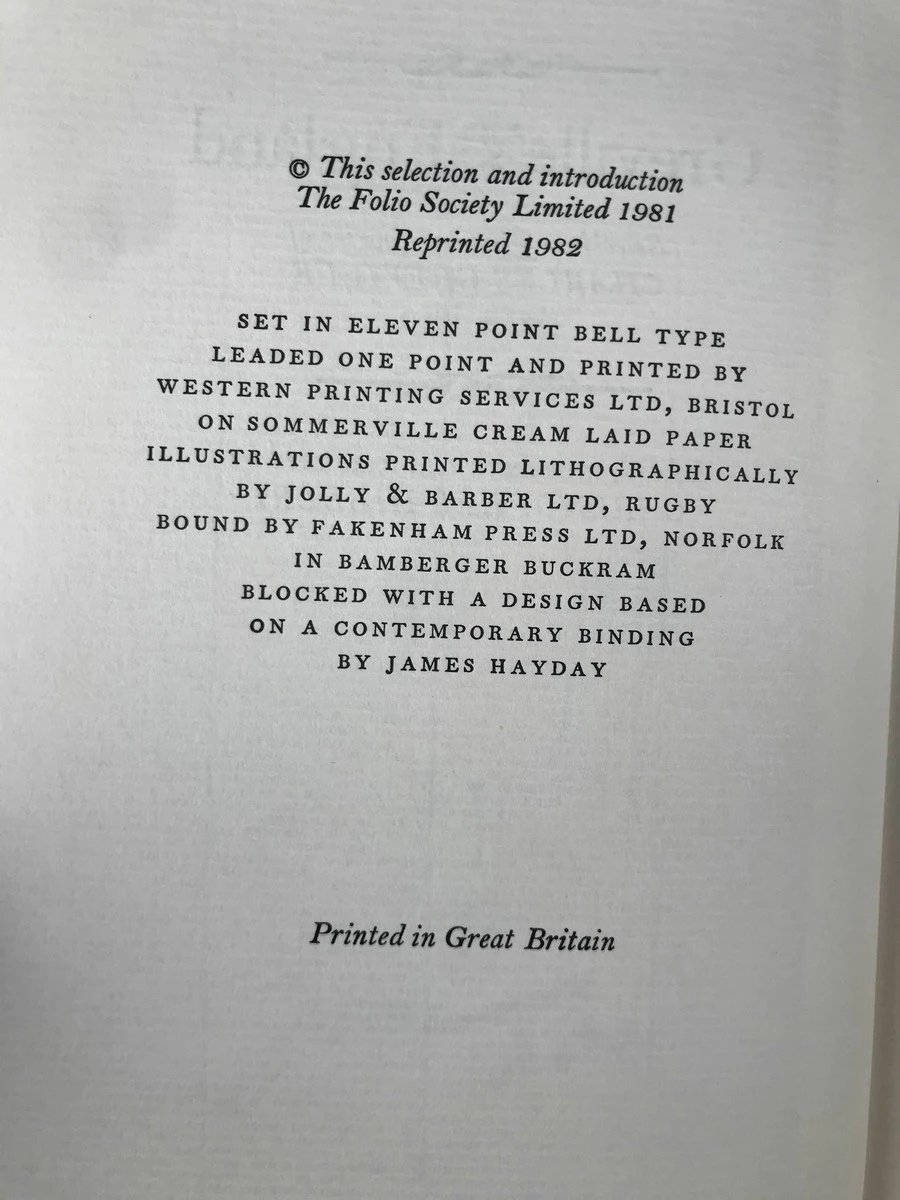 © This selection and introduction
The Folio Society Limited 1981
Reprinted 1982
SET IN ELEVEN POINT BELL TYPE
LEADED ONE POINT AND PRINTED BY
WESTERN PRINTING SERVICES LTD, BRISTOL
ON SOMMERVILLE CREAM LAID PAPER
ILLUSTRATIONS PRINTED LITHOGRAPHICALLY
BY JOLLY & BARBER LTD, RUGBY
BOUND BY FAKENHAM PRESS LTD, NORFOLK
IN BAMBERGER BUCKRAM
BLOCKED WITH A DESIGN BASED
ON A CONTEMPORARY BINDING
BY JAMES HAYDAY
Printed in Great Britain